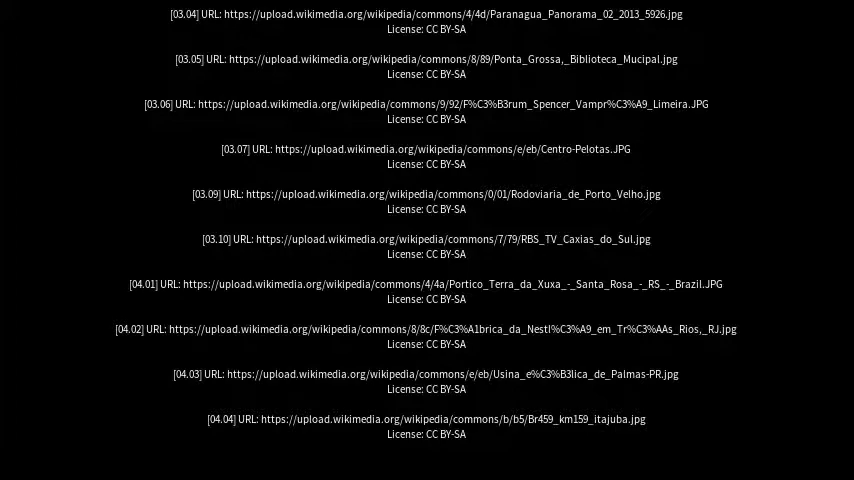 [03.04] URL: https://upload.wikimedia.org/wikipedia/commons/4/4d/Paranagua_Panorama_02_2013_5926.jpg
License: CC BY-SA
[03.05] URL: https://upload.wikimedia.org/wikipedia/commons/8/89/Ponta_Grossa,_Biblioteca_Mucipal.jpg
License: CC BY-SA
[03.06] URL: https://upload.wikimedia.org/wikipedia/commons/9/92/F%C3%B3rum_Spencer_Vampr%C3%A9_Limeira.JPG
License: CC BY-SA
[03.07] URL: https://upload.wikimedia.org/wikipedia/commons/e/eb/Centro-Pelotas.JPG
License: CC BY-SA
[03.09] URL: https://upload.wikimedia.org/wikipedia/commons/0/01/Rodoviaria_de_Porto_Velho.jpg
License: CC BY-SA
[03.10] URL: https://upload.wikimedia.org/wikipedia/commons/7/79/RBS_TV_Caxias_do_Sul.jpg
License: CC BY-SA
[04.01] URL: https://upload.wikimedia.org/wikipedia/commons/4/4a/Portico_Terra_da_Xuxa_-_Santa_Rosa_-_RS_-_Brazil.JPG
License: CC BY-SA
[04.02] URL: https://upload.wikimedia.org/wikipedia/commons/8/8c/F%C3%A1brica_da_Nestl%C3%A9_em_Tr%C3%AAs_Rios,_RJ.jpg
License: CC BY-SA
[04.03] URL: https://upload.wikimedia.org/wikipedia/commons/e/eb/Usina_e%C3%B3lica_de_Palmas-PR.jpg
License: CC BY-SA
[04.04] URL: https://upload.wikimedia.org/wikipedia/commons/b/b5/Br459_km159_itajuba.jpg
License: CC BY-SA